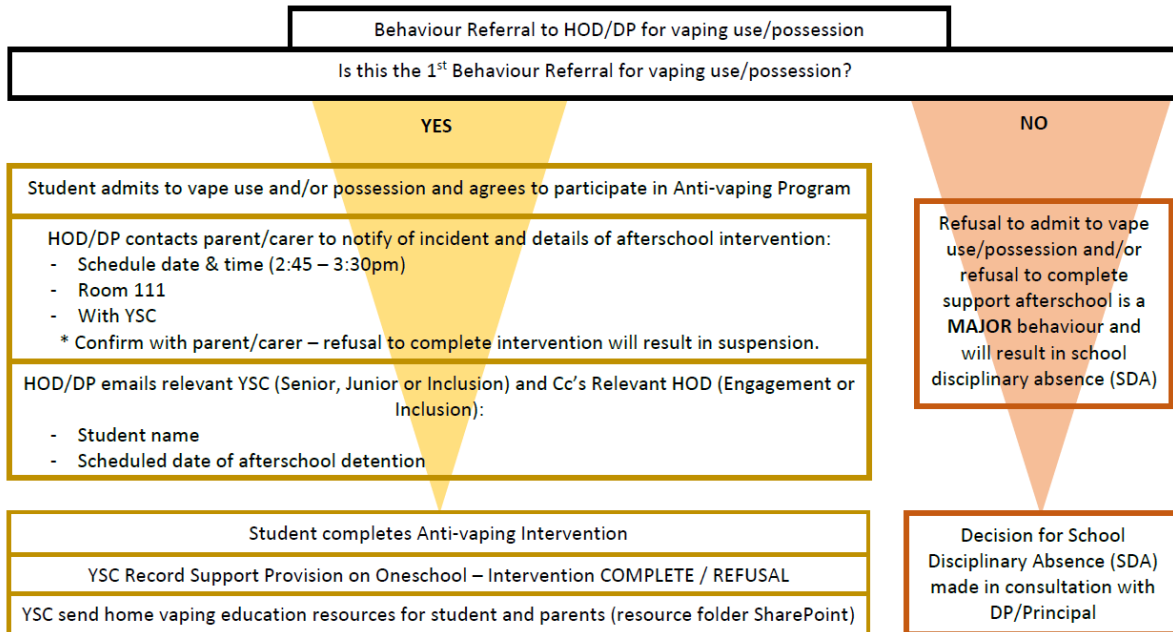 Behaviour Referral to HOD/DP for vaping use/possession
Is this the 1st Behaviour Referral for vaping use/possession?
YES
Student admits to vape use and/or possession and agrees to participate in Anti-vaping Program
HOD/DP contacts parent/carer to notify of incident and details of afterschool intervention:
- Schedule date & time (2:45 – 3:30pm)
- Room 111
- With YSC
* Confirm with parent/carer – refusal to complete intervention will result in suspension.
HOD/DP emails relevant YSC (Senior, Junior or Inclusion) and Cc's Relevant HOD (Engagement or
Inclusion):
- Student name
- Scheduled date of afterschool detention
Student completes Anti-vaping Intervention
YSC Record Support Provision on Oneschool – Intervention COMPLETE / REFUSAL
YSC send home vaping education resources for student and parents (resource folder SharePoint)
NO
Refusal to admit to vape
use/possession and/or
refusal to complete
support afterschool is a
MAJOR behaviour and
will result in school
disciplinary absence (SDA)
Decision for School
Disciplinary Absence (SDA)
made in consultation with
DP/Principal